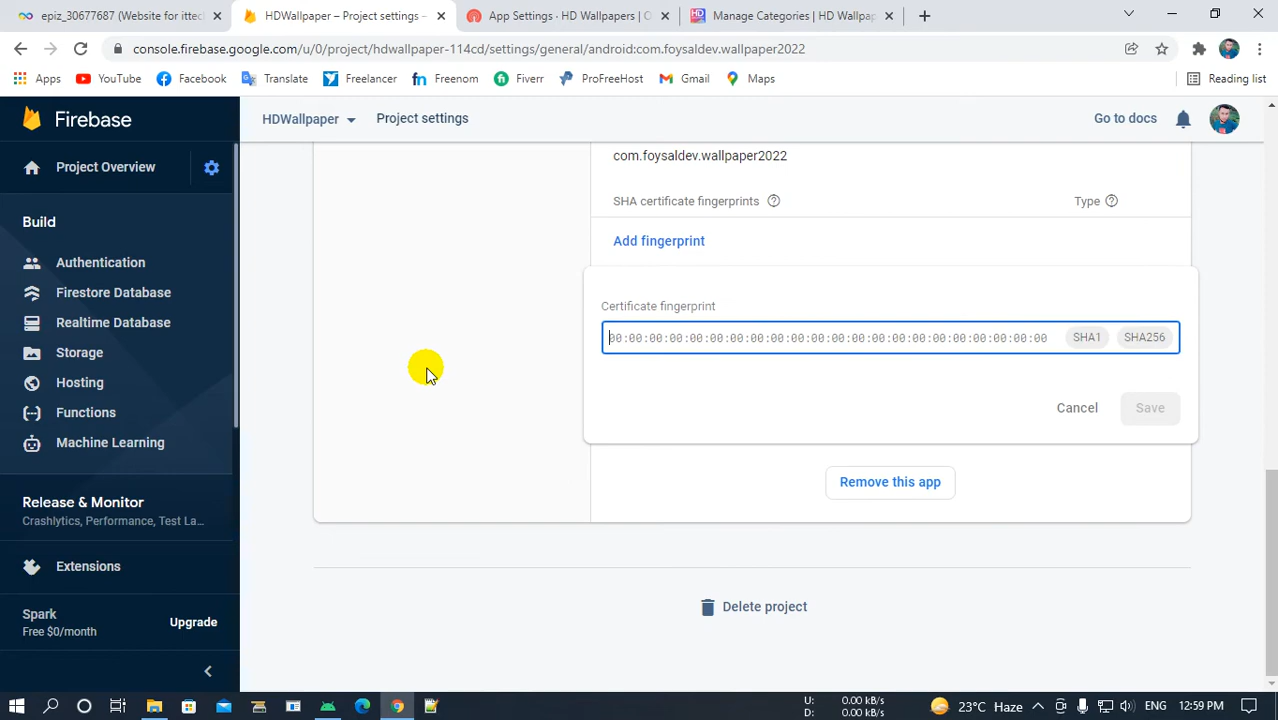 epiz_30677687 (Website for ittec
HDWallpaper – Project settings –
App Settings · HD Wallpapers | O
Manage Categories | HD Wallpap
console.firebase.google.com/u/0/project/hdwallpaper-114cd/settings/general/android:com.foysaldev.wallpaper2022
Apps
YouTube
Facebook
Translate
Freelancer
Freenom
Fiverr
ProFreeHost
Gmail
Maps
Reading list
Firebase
HDWallpaper
Project settings
Go to docs
Project Overview
Build
Authentication
Firestore Database
Realtime Database
Storage
Hosting
Functions
Machine Learning
Release & Monitor
Crashlytics, Performance, Test La...
Extensions
Spark
Free $0/month
Upgrade
com.foysaldev.wallpaper2022
SHA certificate fingerprints
Type
Add fingerprint
Certificate fingerprint
00:00:00:00:00:00:00:00:00:00:00:00:00:00:00:00:00:00:00:00:00:00
SHA1
SHA256
Cancel
Save
Remove this app
Delete project
U: 0.00 kB/s
D: 0.00 kB/s
23°C Haze
ENG
12:59 PM